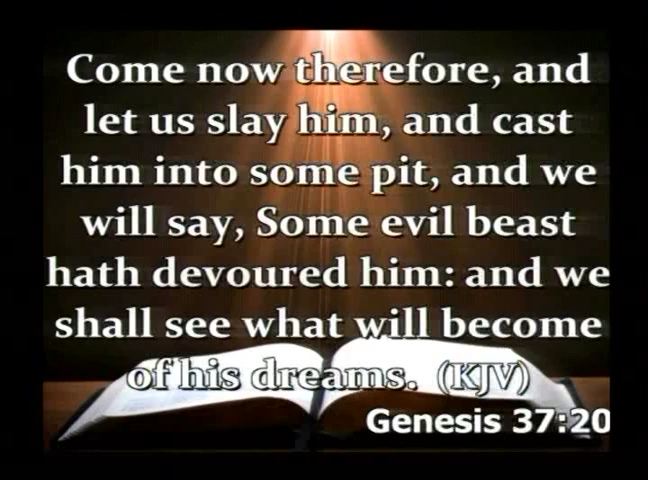 Come now therefore, and
let us slay him, and cast
him into some pit, and we
will say, Some evil beast
hath devoured him: and we
shall see what will become
of his dreams. (KJV)
Genesis 37:20